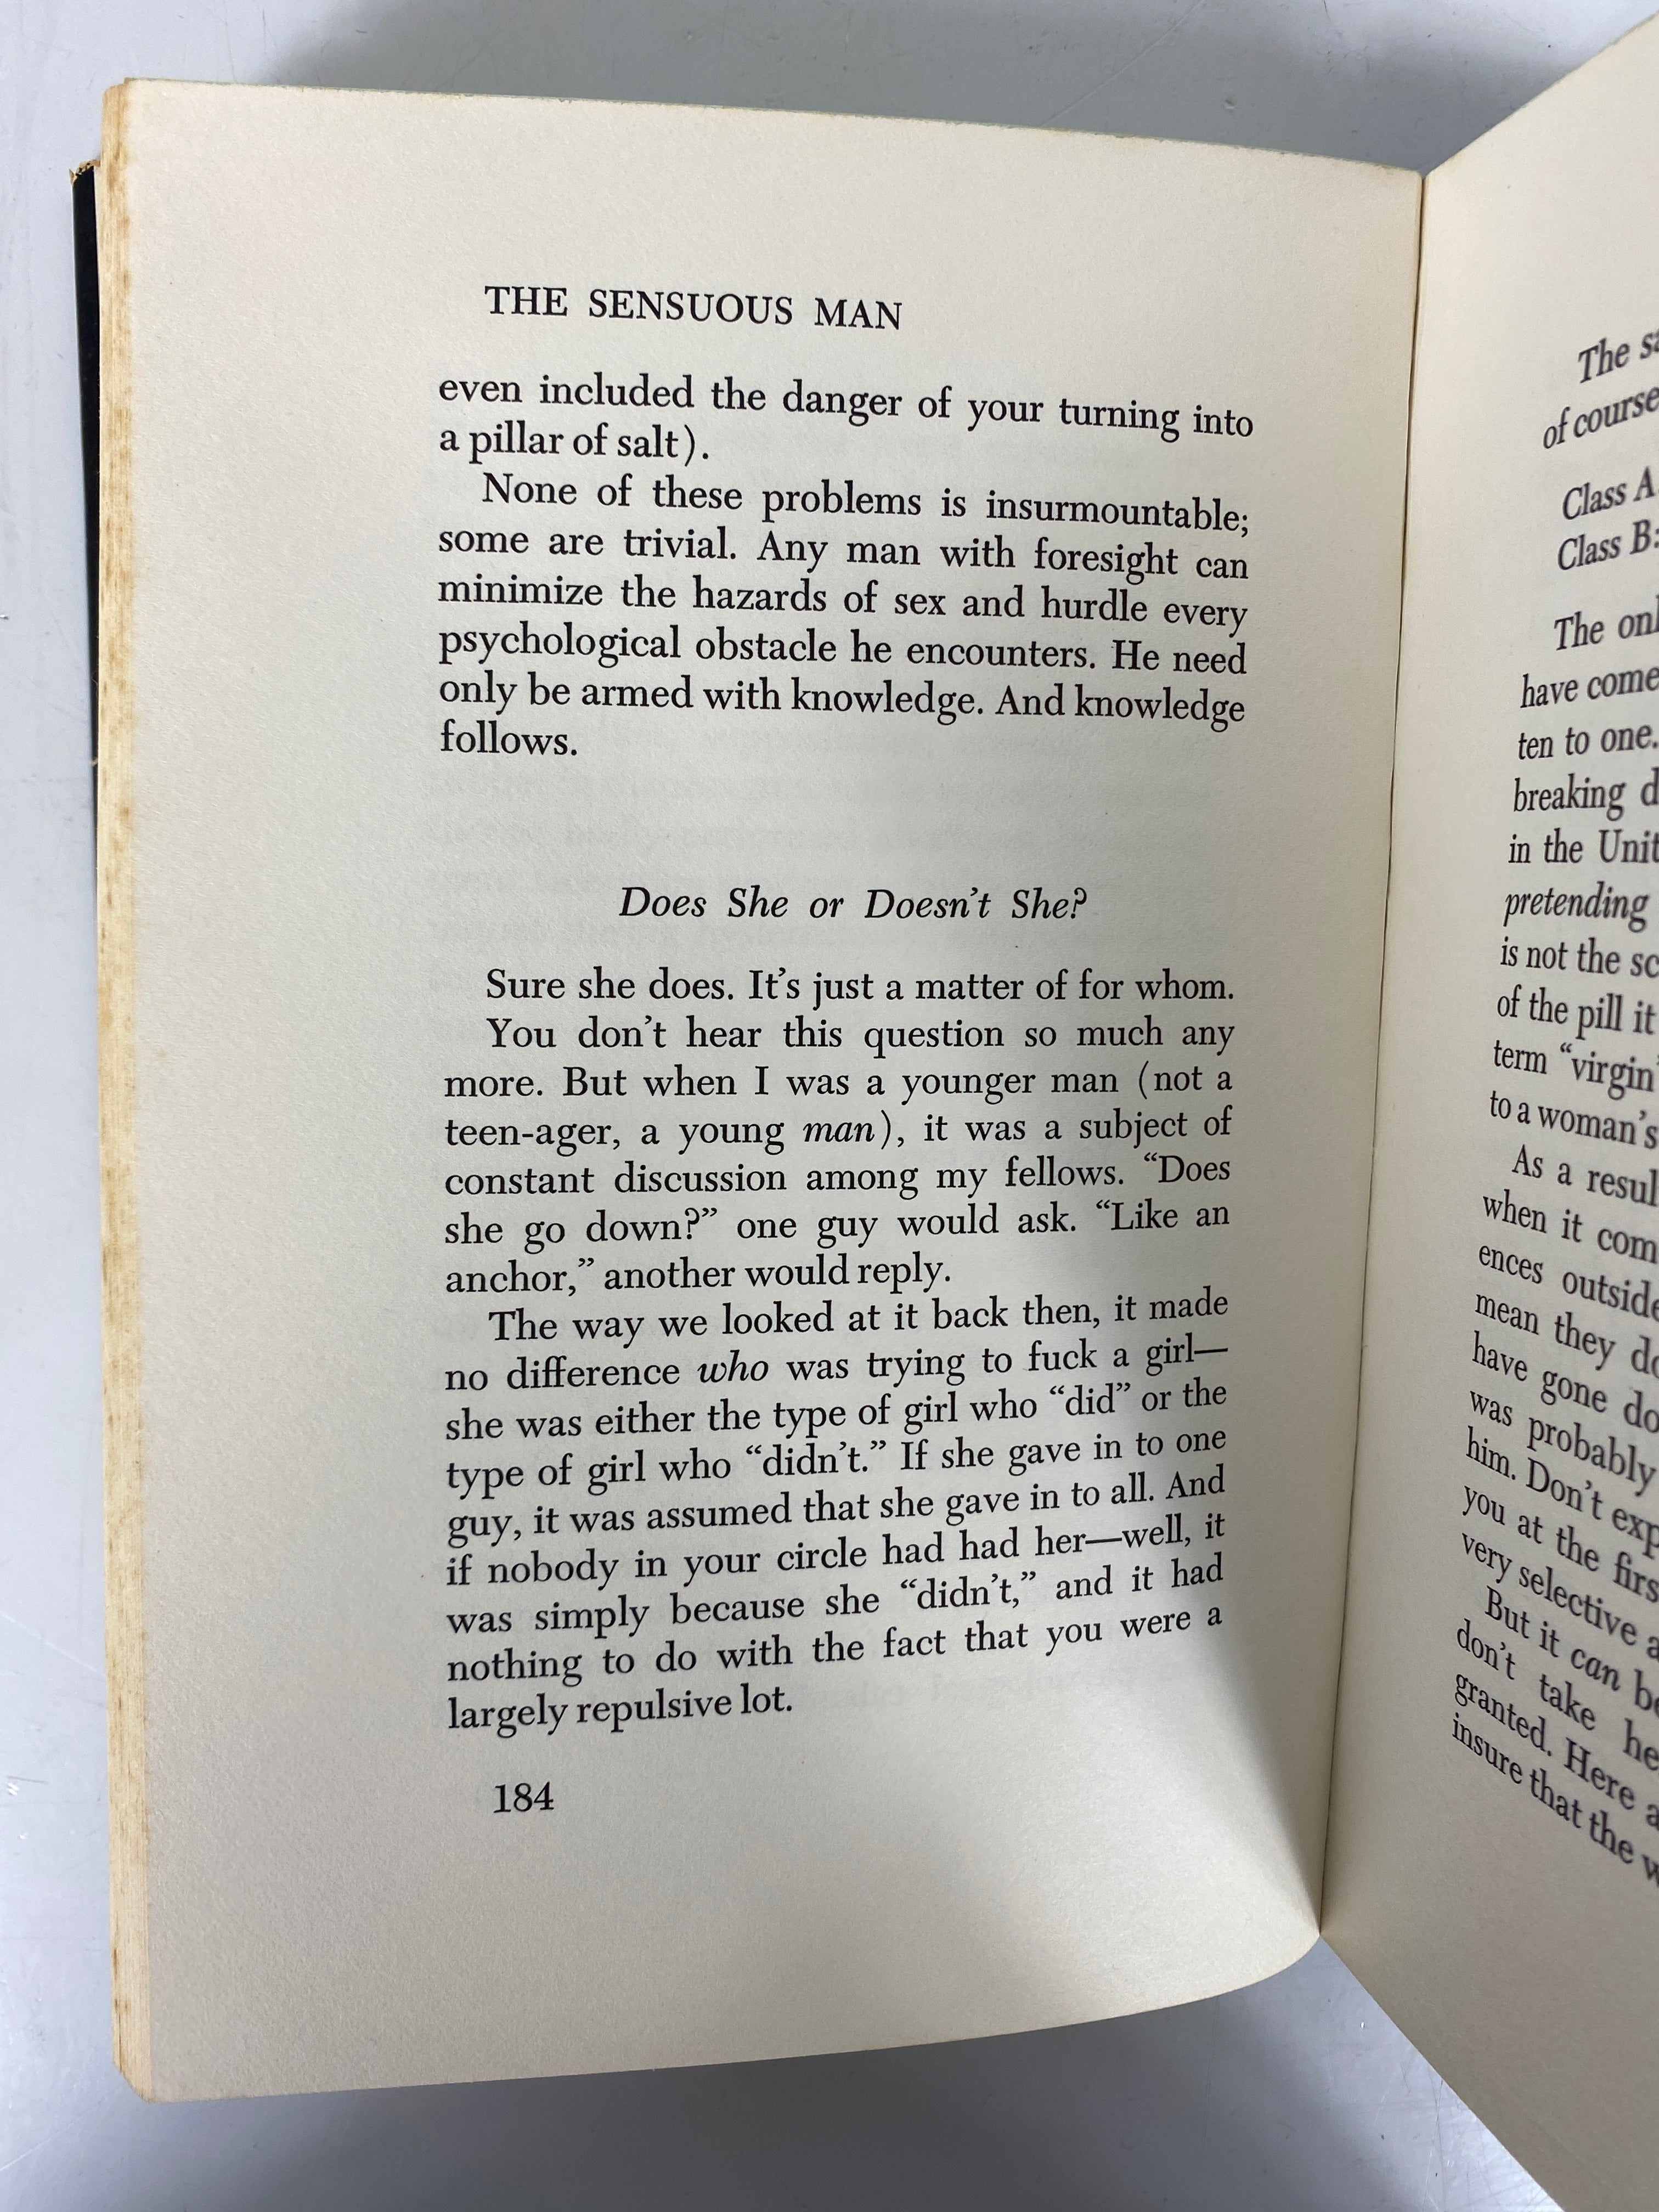 THE SENSUOUS MAN
even included the danger of your turning into
a pillar of salt).
None of these problems is insurmountable;
some are trivial. Any man with foresight can
minimize the hazards of sex and hurdle every
psychological obstacle he encounters. He need
only be armed with knowledge. And knowledge
follows.
Does She or Doesn't She?
Sure she does. It's just a matter of for whom.
You don't hear this question so much any
more. But when I was a younger man (not a
teen-ager, a young man), it was a subject of
constant discussion among my fellows. “Does
she go down?” one guy would ask. “Like an
anchor,” another would reply.
The way we looked at it back then, it made
no difference who was trying to fuck a girl—
she was either the type of girl who “did” or the
type of girl who “didn't.” If she gave in to one
guy, it was assumed that she gave in to all. And
if nobody in your circle had had her—well, it
was simply because she “didn't,” and it had
nothing to do with the fact that you were a
largely repulsive lot.
184
The
of course
Class A
Class B:
The
have come
ten to one.
breaking
in the
pretending
is not the
of the pill it
term “virgin
to a woman's
As a
when it
ences
mean they
have gone
was probably
him. Don't
you at the
very selective
But it can
don't take
granted. Here
insure that the